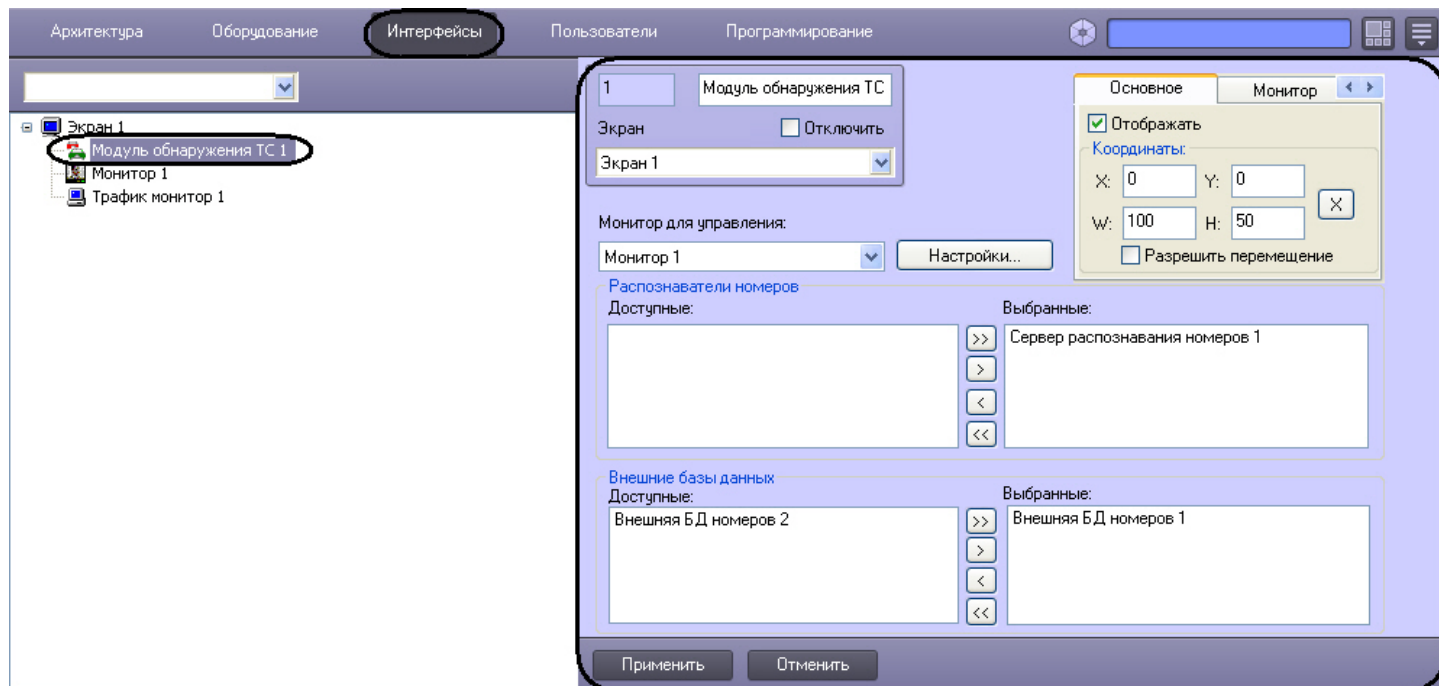 Архитектура Оборудование Интерфейсы Пользователи Программирование
Экран 1
Модуль обнаружения ТС 1
Монитор 1
Трафик монитор 1
1 Модуль обнаружения ТС
Экран Отключить
Экран 1
Основное Монитор
Отображать
Координаты:
X: 0 Y: 0
W: 100 H: 50
X
Разрешить перемещение
Монитор для управления:
Монитор 1 Настройки...
Распознаватели номеров
Доступные: Выбранные:
>> Сервер распознавания номеров 1
>
<
<<
Внешние базы данных
Доступные: Выбранные:
Внешняя БД номеров 2 >> Внешняя БД номеров 1
>
<
<<
Применить Отменить